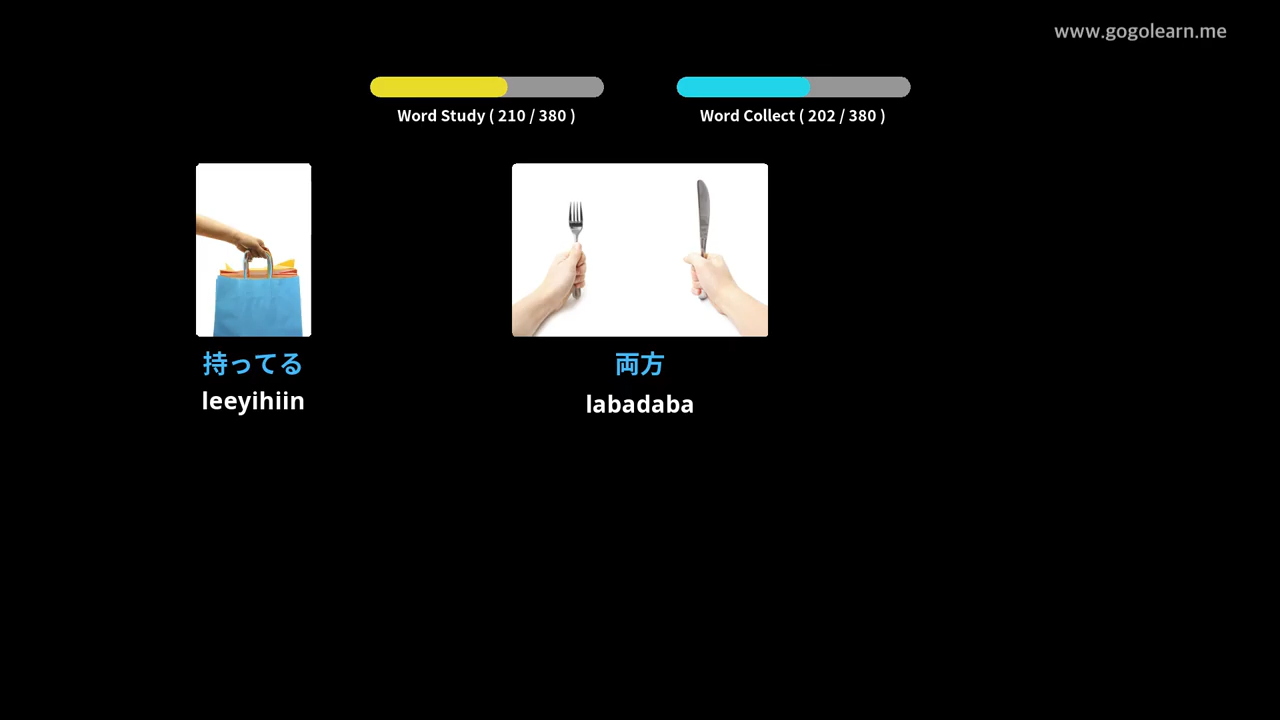 www.gogolearn.me
Word Study ( 210 / 380 )
Word Collect ( 202 / 380 )
持ってる
leeyihiin
両方
labadaba